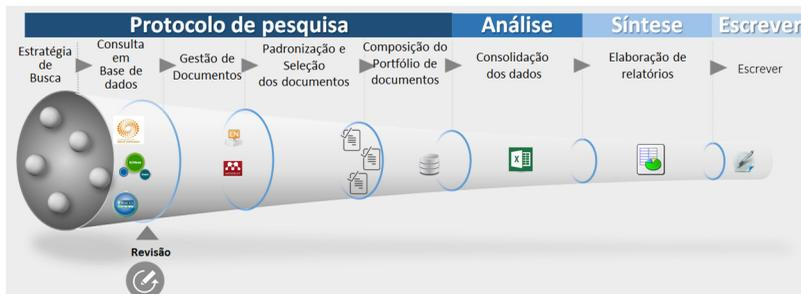 Protocolo de pesquisa
Análise
Síntese
Escrever
Estratégia
de
Busca
Consulta
em
Base de
dados
Gestão de
Documentos
Padronização e
Seleção
dos documentos
Composição do
Portfólio de
documentos
Consolidação
dos dados
Elaboração de
relatórios
Escrever
EN
X
Revisão